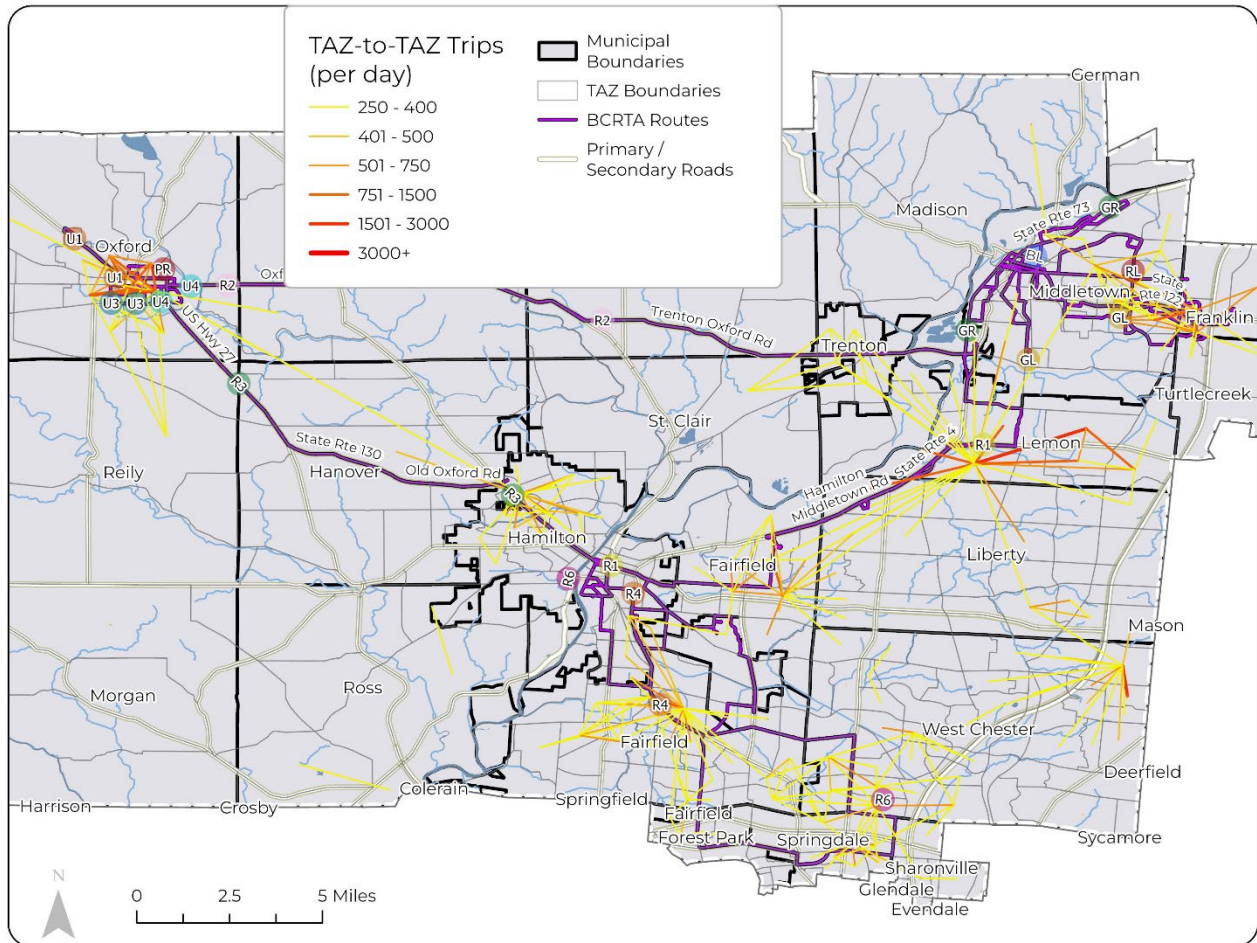 TAZ-to-TAZ Trips
(per day)
250 - 400
401 - 500
501 - 750
751 - 1500
1501 - 3000
3000+
Municipal
Boundaries
TAZ Boundaries
BCRTA Routes
Primary /
Secondary Roads
German
Madison
State Rte 73
GR
U1
Oxford
U1
PR
U4
R2
Oxf
U3
U3
U4
US Hwy 27
R3
BL
RL
State
Rte 122
Middletown
GL
Franklin
R2
Trenton Oxford Rd
Trenton
GR
GL
Turtlecreek
St. Clair
State Rte 4
R1
Lemon
Hamilton
Middletown Rd
State Rte 130
Reily
Hanover
Old Oxford Rd
R3
Hamilton
Liberty
R6
R1
R4
Fairfield
Mason
Morgan
Ross
R4
Fairfield
West Chester
Deerfield
Harrison
Crosby
Colerain
Springfield
Fairfield
R6
Forest Park
Springdale
Sycamore
Sharonville
Glendale
Evendale
N
0 2.5 5 Miles